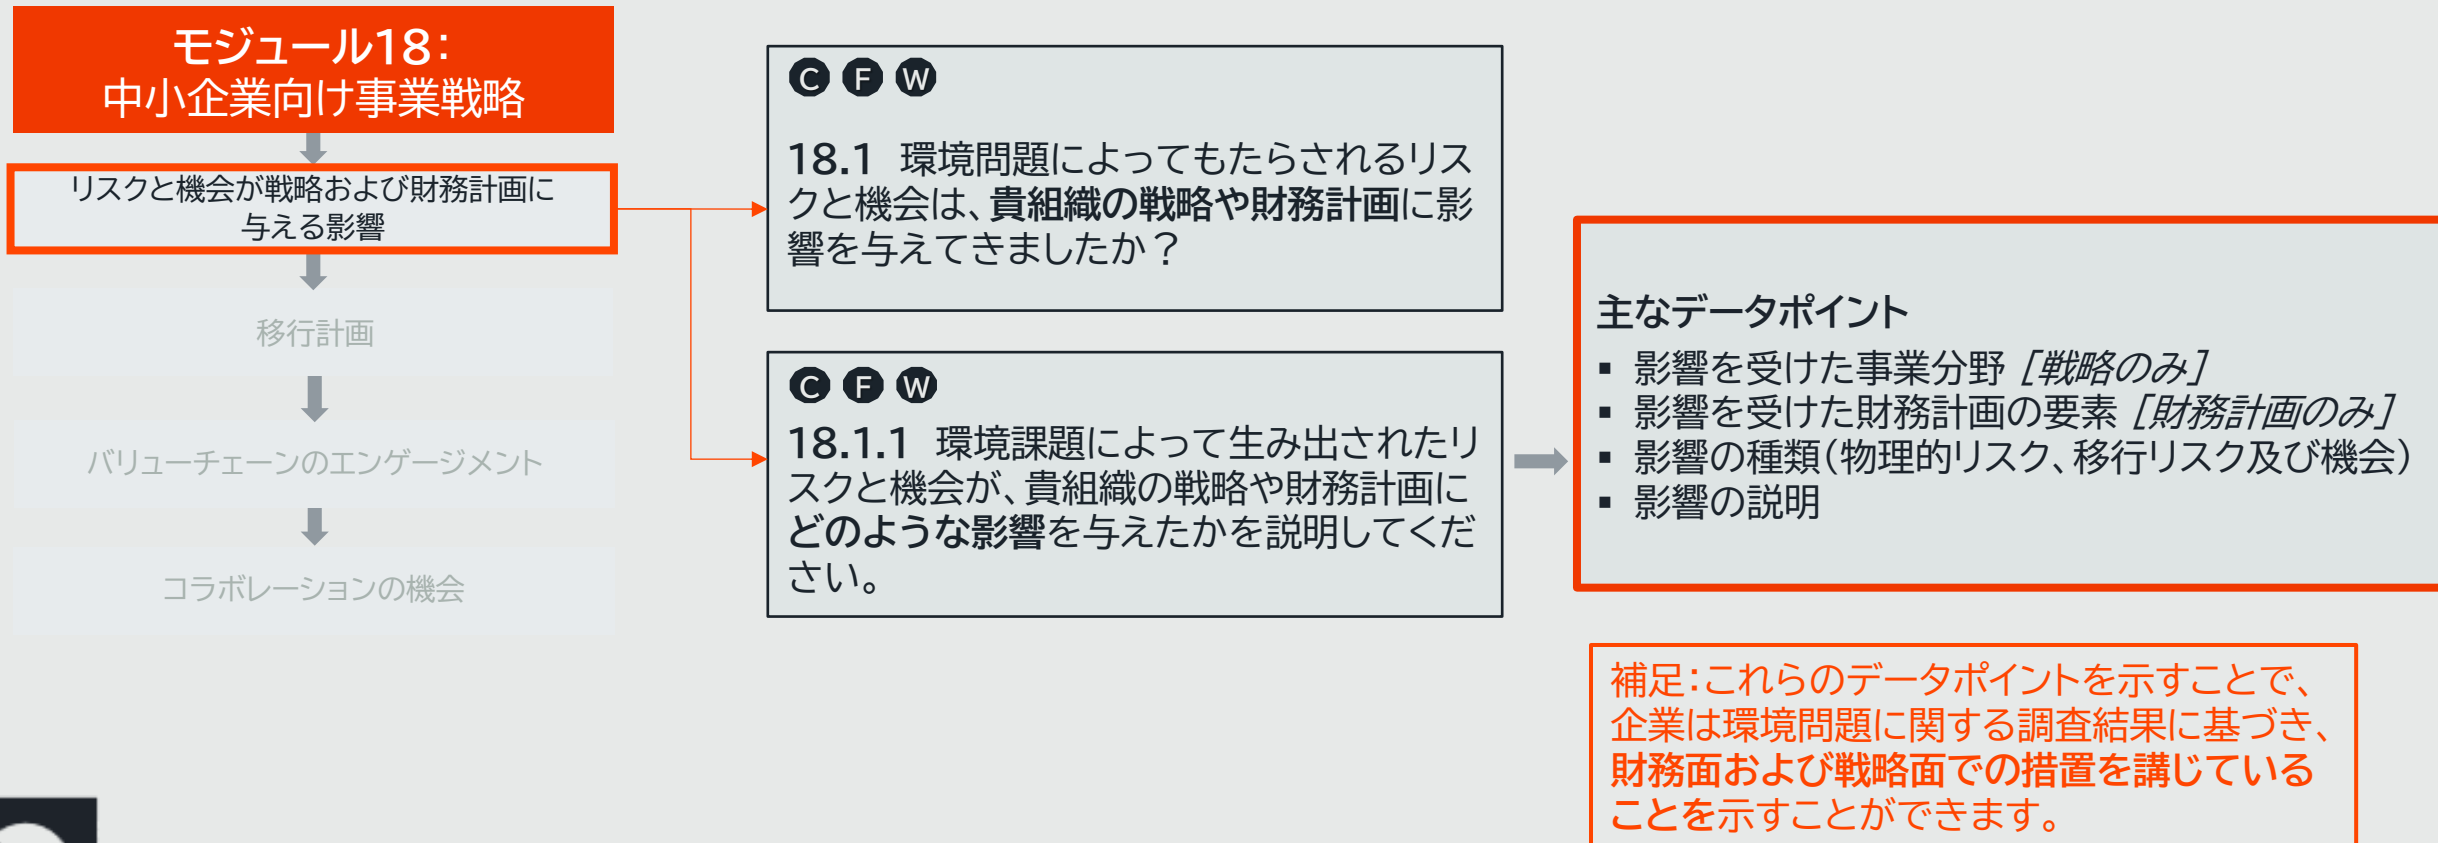 モジュール18：
中小企業向け事業戦略
リスクと機会が戦略および財務計画に
与える影響
移行計画
バリューチェーンのエンゲージメント
コラボレーションの機会
C F W
18.1 環境問題によってもたらされるリス
クと機会は、貴組織の戦略や財務計画に影
響を与えてきましたか？
C F W
18.1.1 環境課題によって生み出されたリ
スクと機会が、貴組織の戦略や財務計画に
どのような影響を与えたかを説明してくだ
さい。
主なデータポイント
▪ 影響を受けた事業分野 [戦略のみ]
▪ 影響を受けた財務計画の要素 [財務計画のみ]
▪ 影響の種類（物理的リスク、移行リスク及び機会）
▪ 影響の説明
補足：これらのデータポイントを示すことで、
企業は環境問題に関する調査結果に基づき、
財務面および戦略面での措置を講じている
ことを示すことができます。